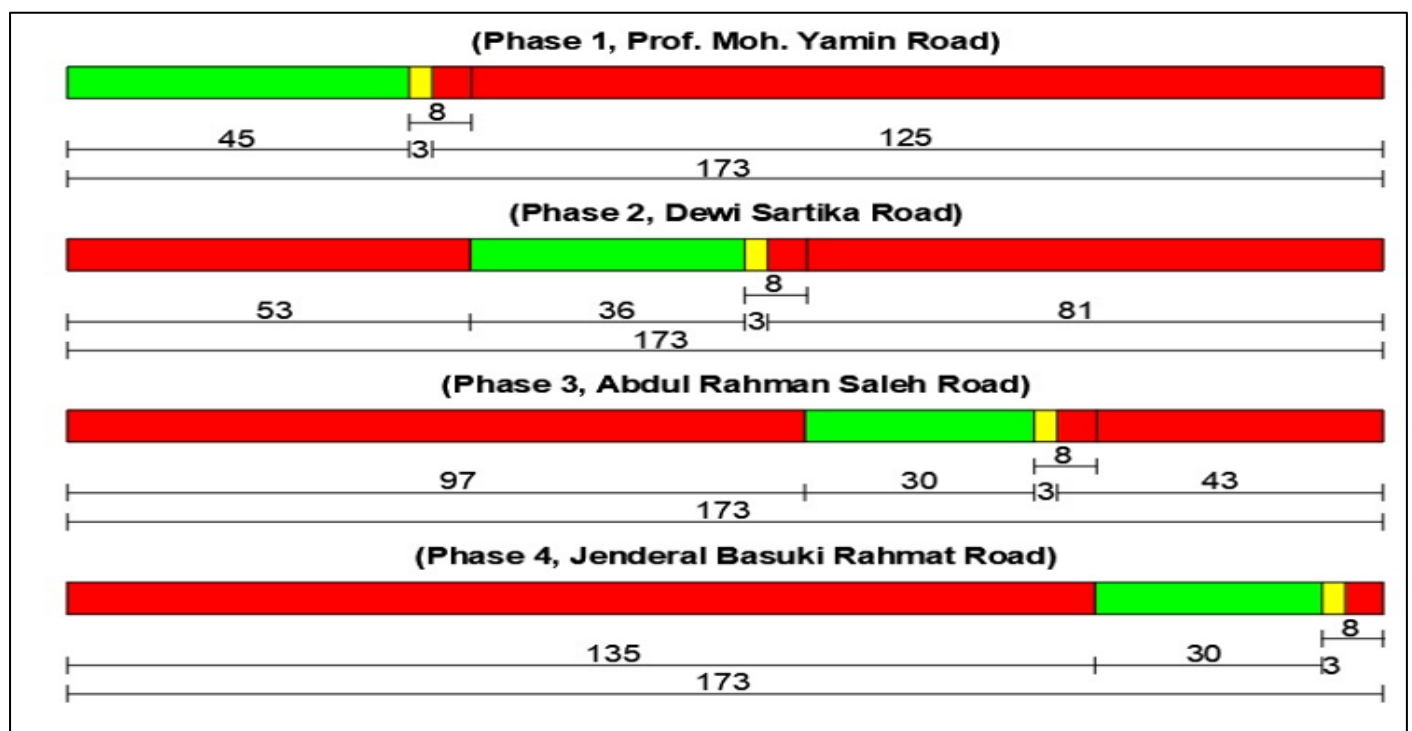 (Phase 1, Prof. Moh. Yamin Road)
8
45 3 125
173
(Phase 2, Dewi Sartika Road)
8
53 36 3 81
173
(Phase 3, Abdul Rahman Saleh Road)
8
97 30 3 43
173
(Phase 4, Jenderal Basuki Rahmat Road)
8
135 30 3
173